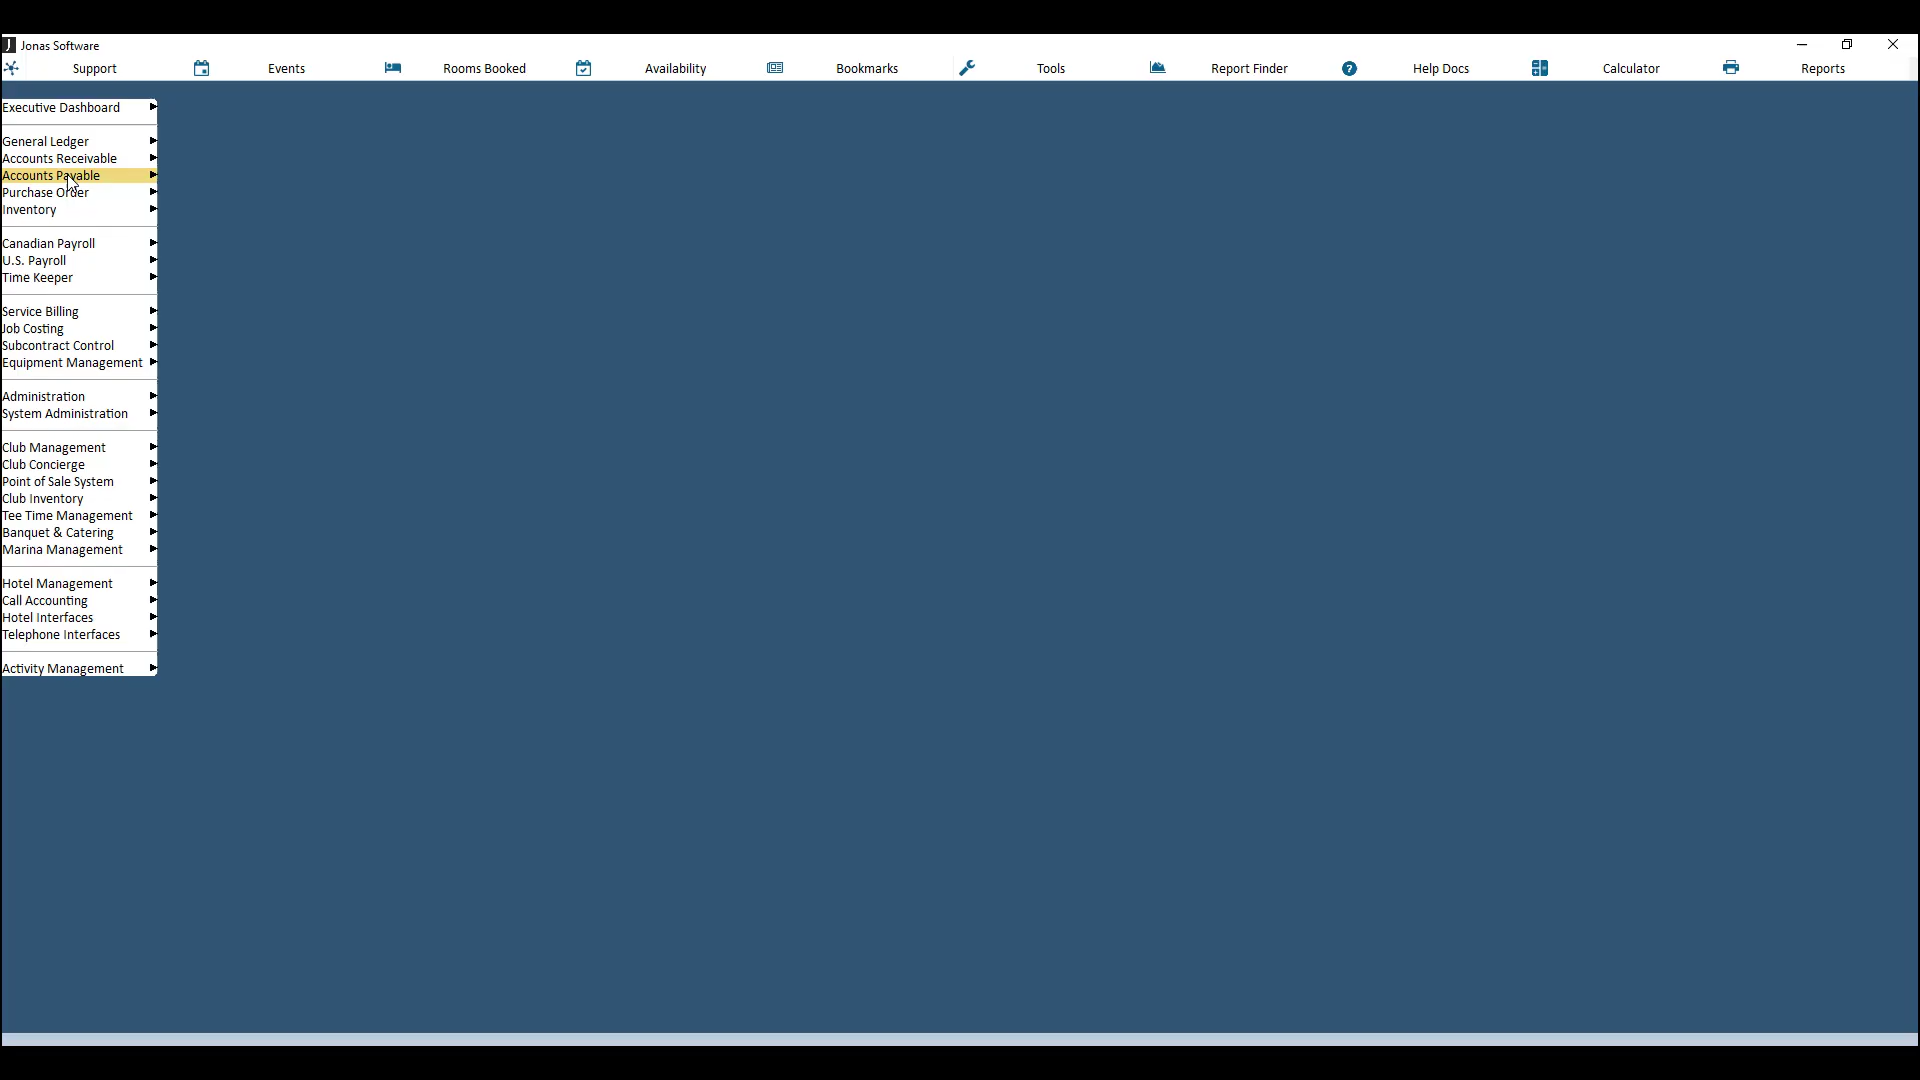 Jonas Software
Support Events Rooms Booked Availability Bookmarks Tools Report Finder Help Docs Calculator Reports
Executive Dashboard
General Ledger
Accounts Receivable
Accounts Payable
Purchase Order
Inventory
Canadian Payroll
U.S. Payroll
Time Keeper
Service Billing
Job Costing
Subcontract Control
Equipment Management
Administration
System Administration
Club Management
Club Concierge
Point of Sale System
Club Inventory
Tee Time Management
Banquet & Catering
Marina Management
Hotel Management
Call Accounting
Hotel Interfaces
Telephone Interfaces
Activity Management